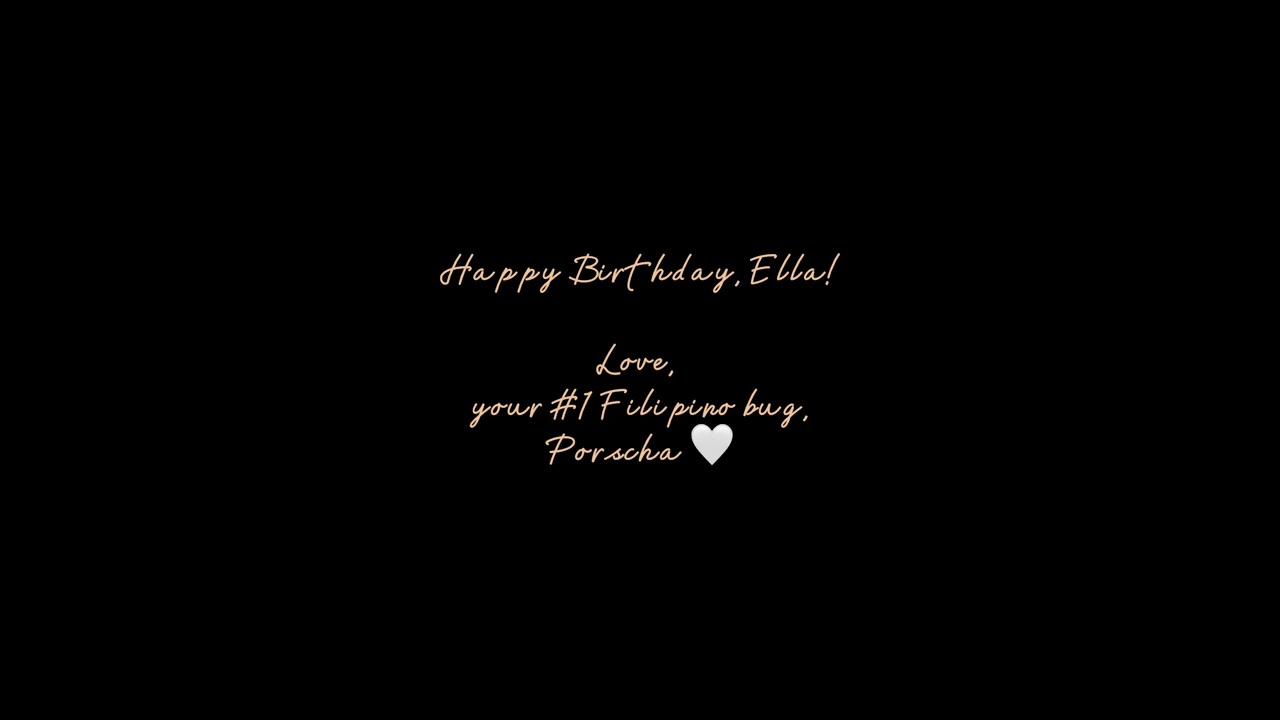 Happy Birthday, Ella!
Love,
your #1 Filipino bug,
Porscha 🤍